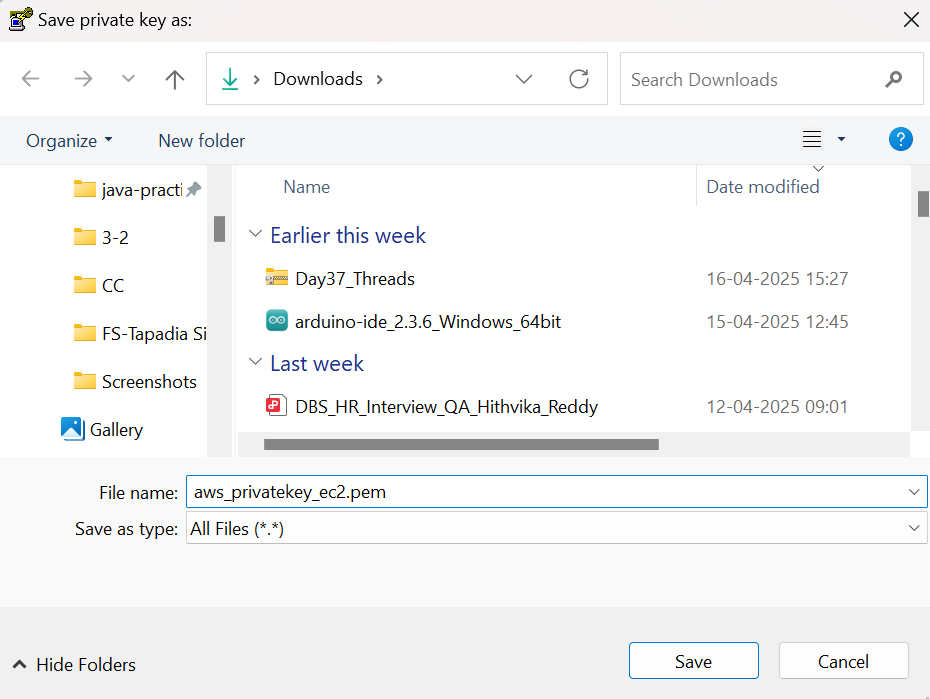 Save private key as:
Downloads
Search Downloads
Organize
New folder
?
Name
Date modified
java-practi
3-2
CC
FS-Tapadia Si
Screenshots
Gallery
Earlier this week
Day37_Threads 16-04-2025 15:27
arduino-ide_2.3.6_Windows_64bit 15-04-2025 12:45
Last week
DBS_HR_Interview_QA_Hithvika_Reddy 12-04-2025 09:01
File name: aws_privatekey_ec2.pem
Save as type: All Files (*.*)
Hide Folders
Save
Cancel